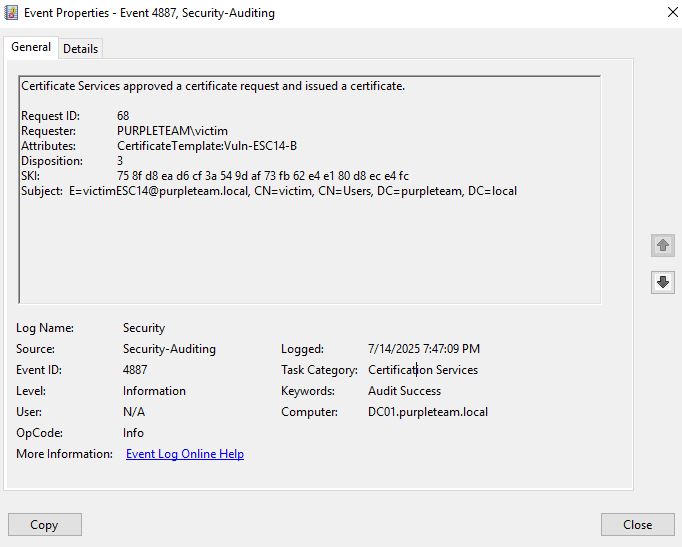 Event Properties - Event 4887, Security-Auditing
General Details
Certificate Services approved a certificate request and issued a certificate.
Request ID: 68
Requester: PURPLETEAM\victim
Attributes: CertificateTemplate:Vuln-ESC14-B
Disposition: 3
SKI: 75 8f d8 ea d6 cf 3a 54 9d af 73 fb 62 e4 e1 80 d8 ec e4 fc
Subject: E=victimESC14@purpleteam.local, CN=victim, CN=Users, DC=purpleteam, DC=local
Log Name: Security
Source: Security-Auditing Logged: 7/14/2025 7:47:09 PM
Event ID: 4887 Task Category: Certification Services
Level: Information Keywords: Audit Success
User: N/A Computer: DC01.purpleteam.local
OpCode: Info
More Information: Event Log Online Help
Copy Close